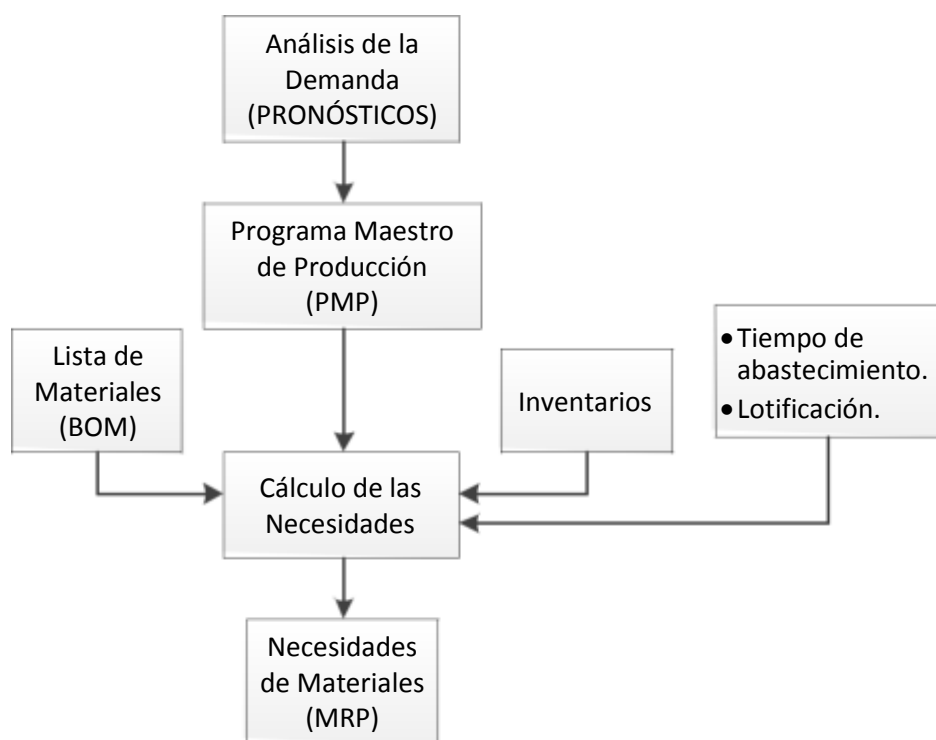 Análisis de la
Demanda
(PRONÓSTICOS)
Programa Maestro
de Producción
(PMP)
Lista de
Materiales
(BOM)
Inventarios
• Tiempo de
abastecimiento.
• Lotificación.
Cálculo de las
Necesidades
Necesidades
de Materiales
(MRP)